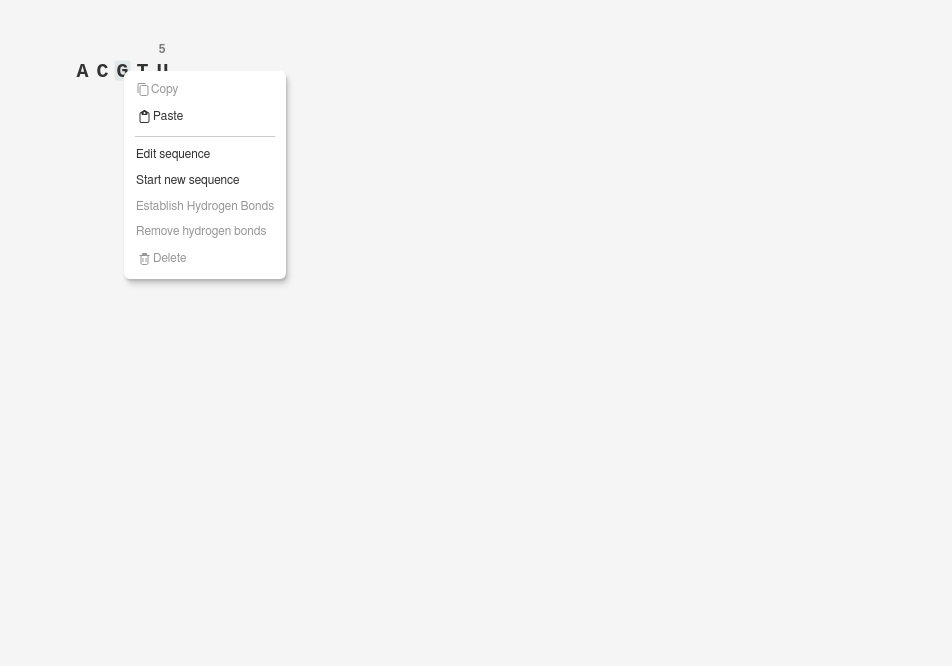 5
A C G T U
Copy
Paste
Edit sequence
Start new sequence
Establish Hydrogen Bonds
Remove hydrogen bonds
Delete